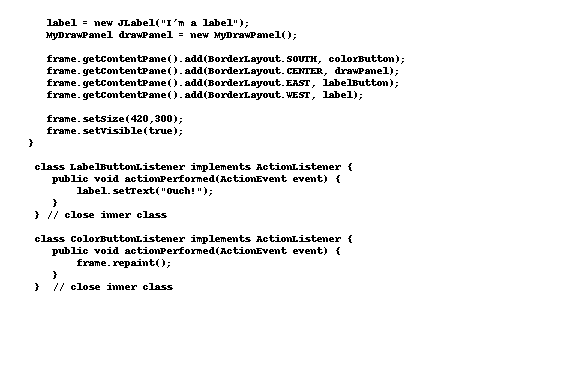 label = new JLabel("I'm a label");
MyDrawPanel drawPanel = new MyDrawPanel();
frame.getContentPane().add(BorderLayout.SOUTH, colorButton);
frame.getContentPane().add(BorderLayout.CENTER, drawPanel);
frame.getContentPane().add(BorderLayout.EAST, labelButton);
frame.getContentPane().add(BorderLayout.WEST, label);
frame.setSize(420,300);
frame.setVisible(true);
}
class LabelButtonListener implements ActionListener {
public void actionPerformed(ActionEvent event) {
label.setText("Ouch!");
}
} // close inner class
class ColorButtonListener implements ActionListener {
public void actionPerformed(ActionEvent event) {
frame.repaint();
}
} // close inner class